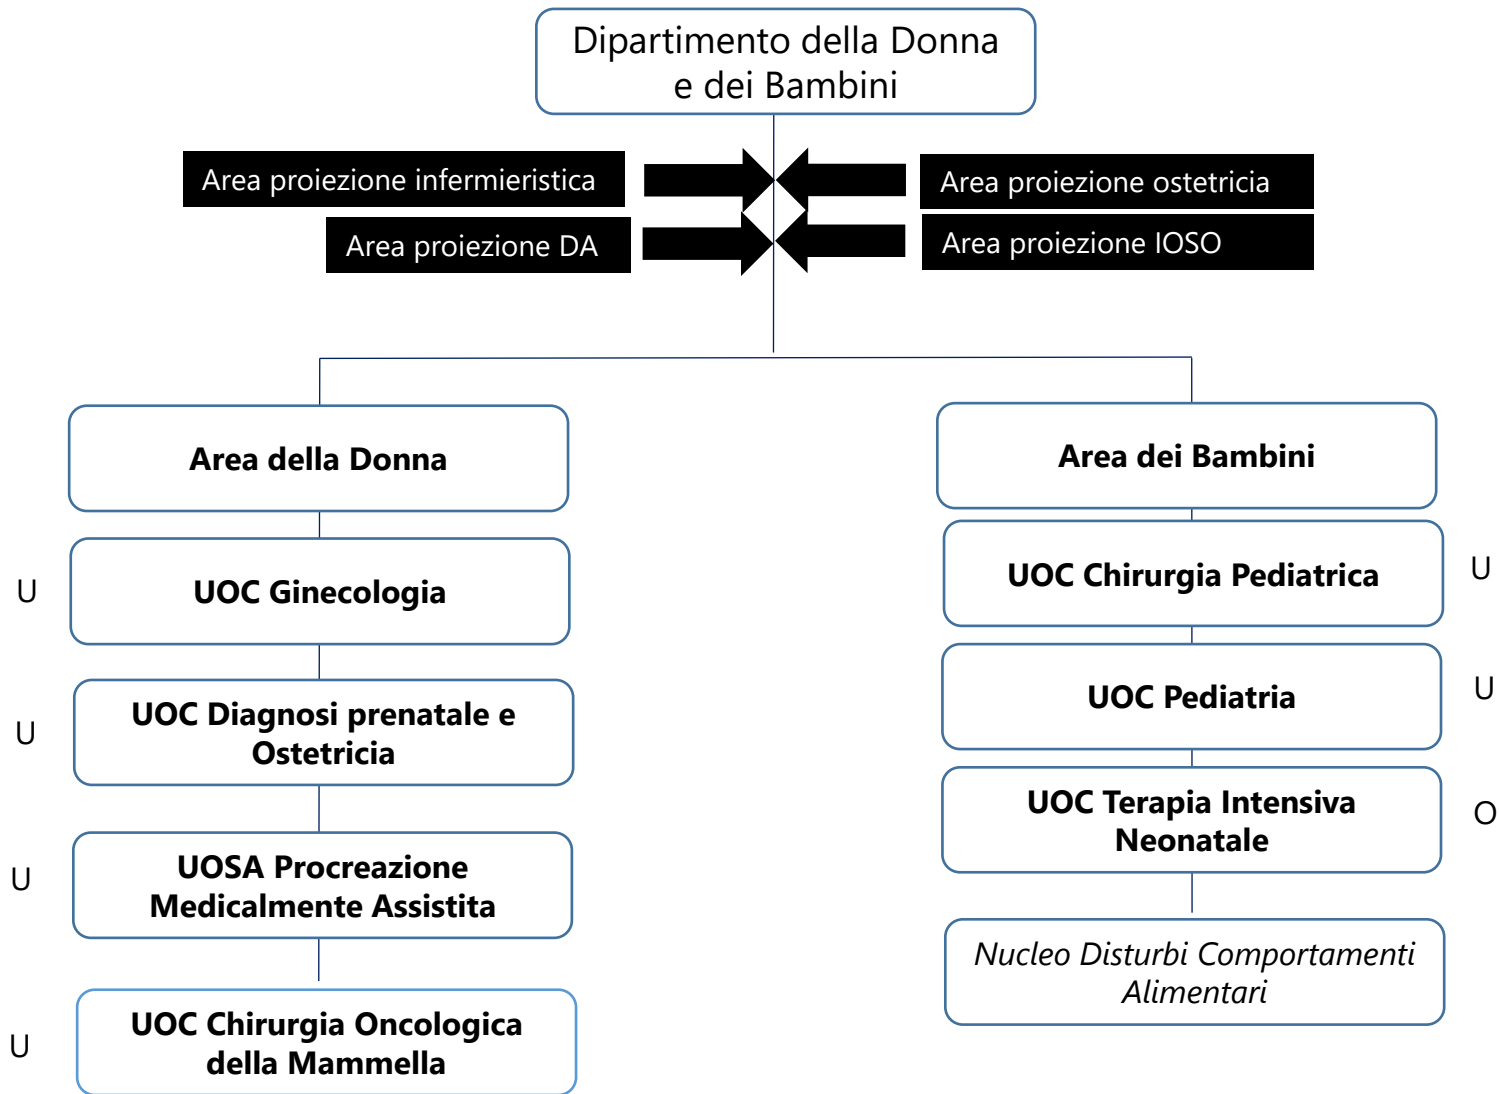 Dipartimento della Donna
e dei Bambini
Area proiezione infermieristica
Area proiezione ostetricia
Area proiezione DA
Area proiezione IOSO
Area della Donna
UOC Ginecologia
U
UOC Diagnosi prenatale e
Ostetricia
U
UOSA Procreazione
Medicalmente Assistita
U
UOC Chirurgia Oncologica
della Mammella
U
Area dei Bambini
UOC Chirurgia Pediatrica
U
UOC Pediatria
U
UOC Terapia Intensiva
Neonatale
O
Nucleo Disturbi Comportamenti
Alimentari